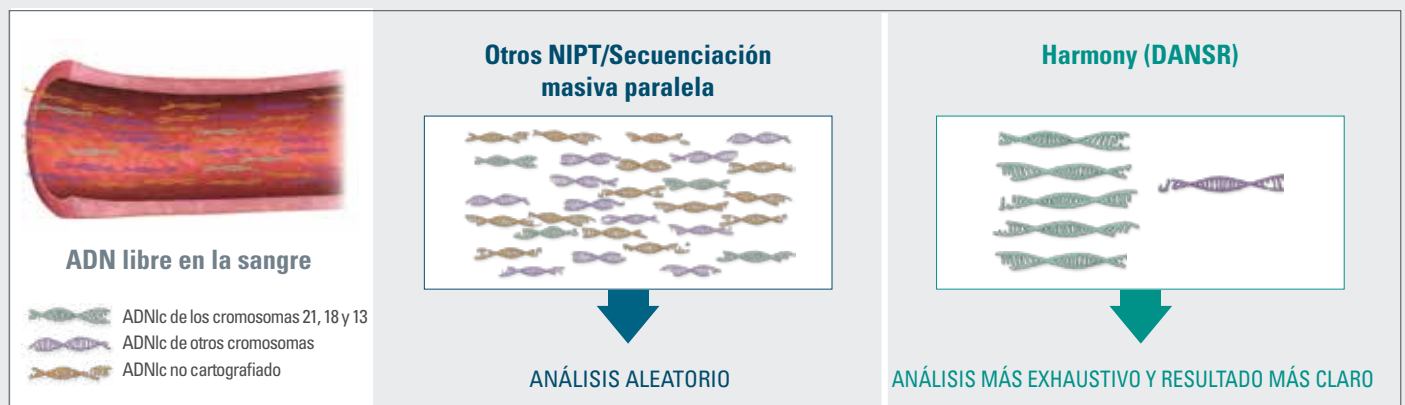 ADN libre en la sangre
ADNlc de los cromosomas 21, 18 y 13
ADNlc de otros cromosomas
ADNlc no cartografiado
Otros NIPT/Secuenciación
masiva paralela
ANÁLISIS ALEATORIO
Harmony (DANSR)
ANÁLISIS MÁS EXHAUSTIVO Y RESULTADO MÁS CLARO